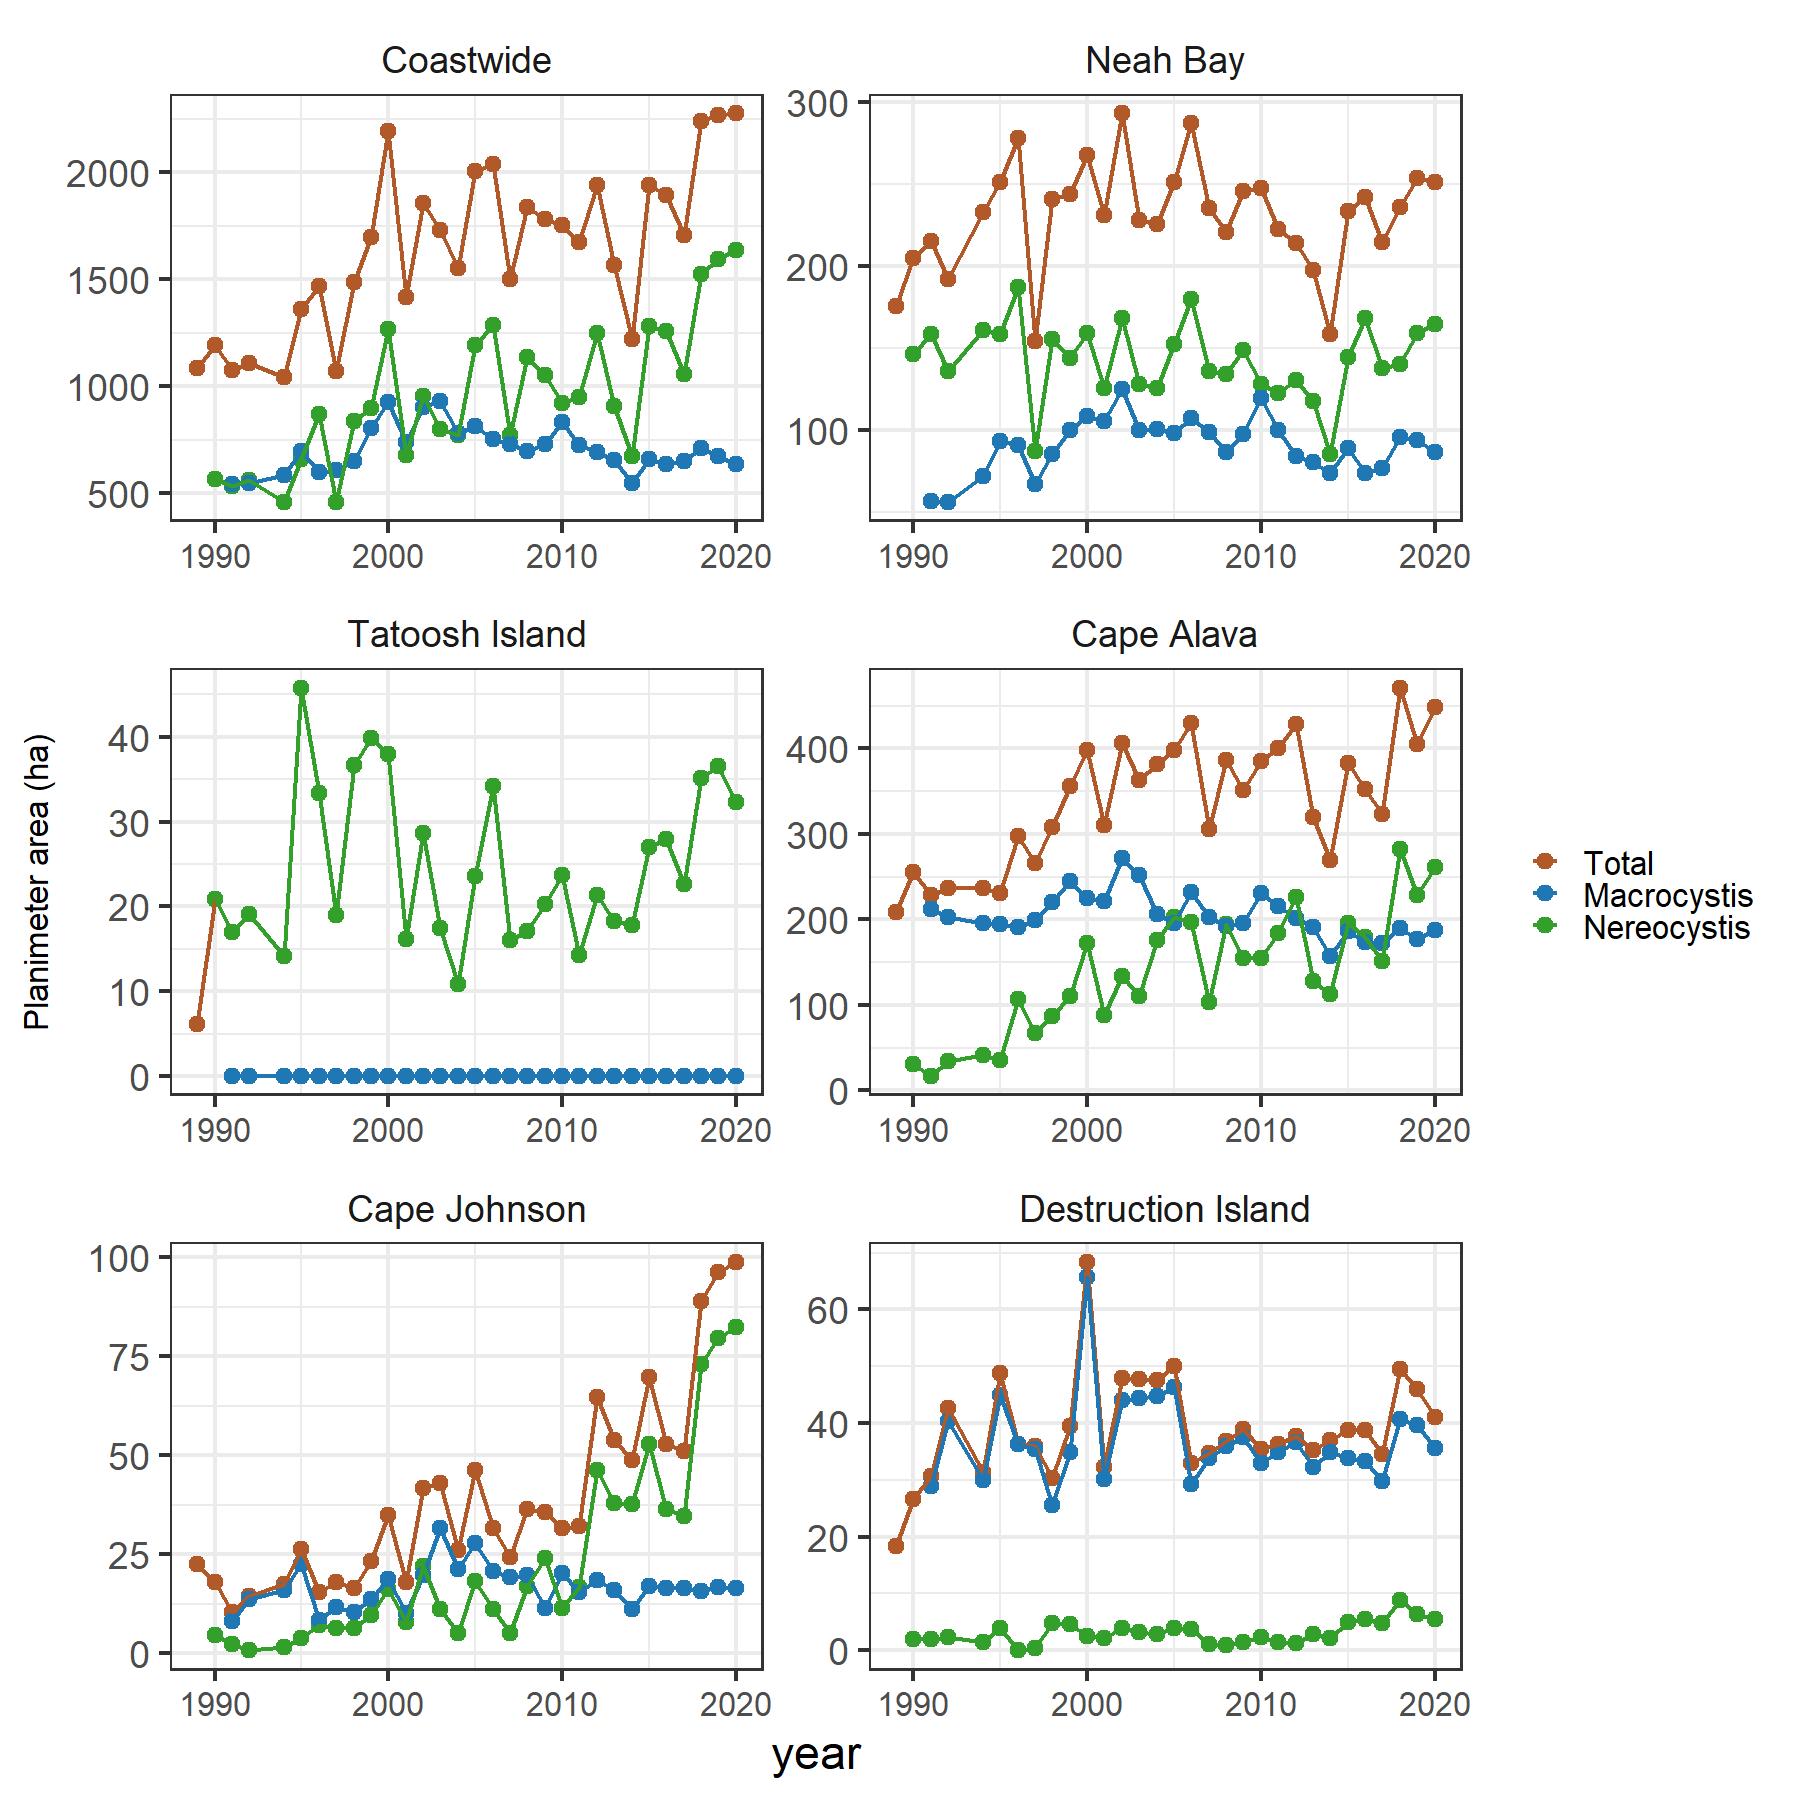 Coastwide
2000
1500
1000
500
1990 2000 2010 2020
Neah Bay
300
200
100
1990 2000 2010 2020
Planimeter area (ha)
Tatoosh Island
40
30
20
10
0
1990 2000 2010 2020
Cape Alava
400
300
200
100
0
1990 2000 2010 2020
Total
Macrocystis
Nereocystis
Cape Johnson
100
75
50
25
0
1990 2000 2010 2020
Destruction Island
60
40
20
0
1990 2000 2010 2020
year